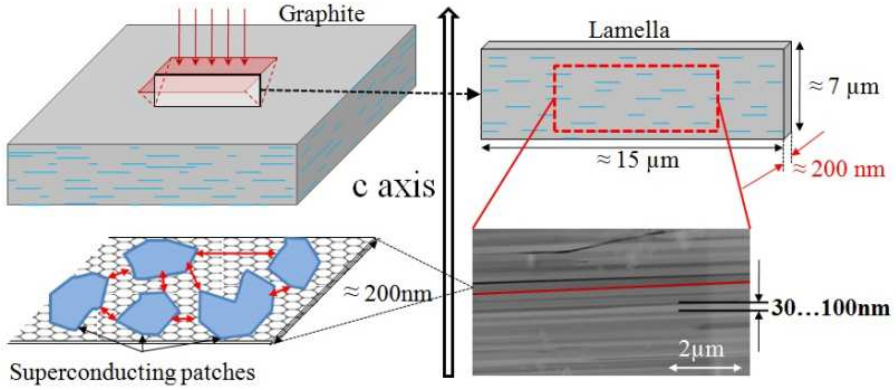 Graphite
Lamella
≈ 7 µm
≈ 15 µm
≈ 200 nm
c axis
≈ 200nm
30...100nm
2µm
Superconducting patches